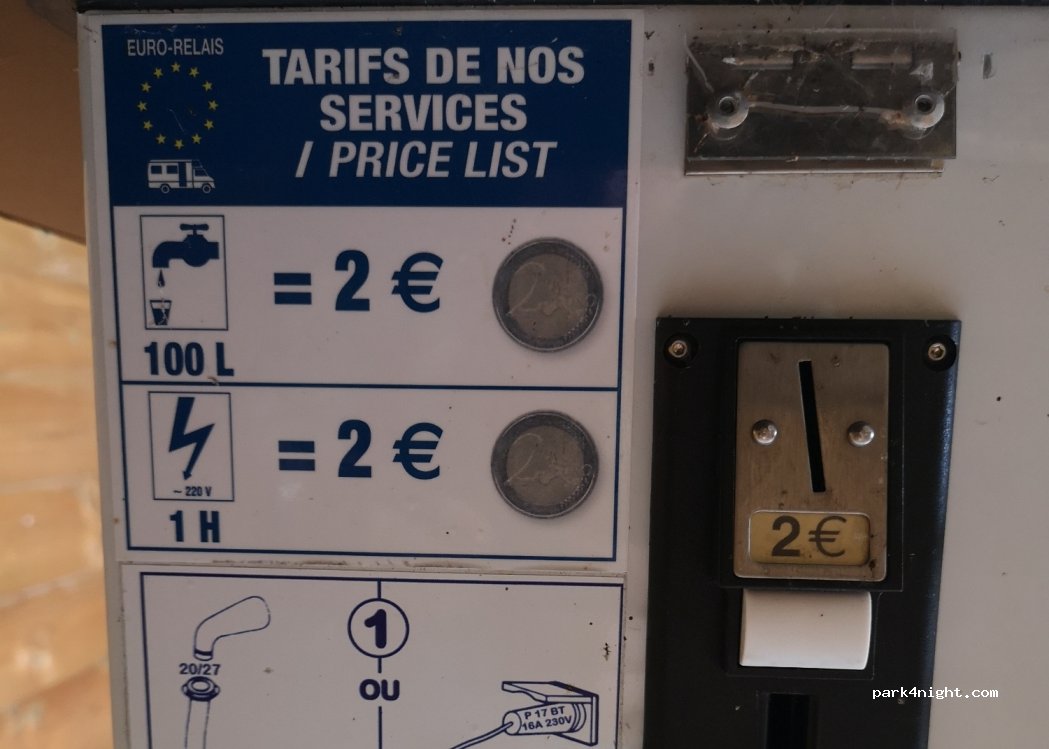 EURO-RELAIS
TARIFS DE NOS
SERVICES
/ PRICE LIST
= 2 €
100 L
= 2 €
~ 220 V
1 H
2 €
20/27
1
OU
P 17 BT
16A 230V
park4night.com